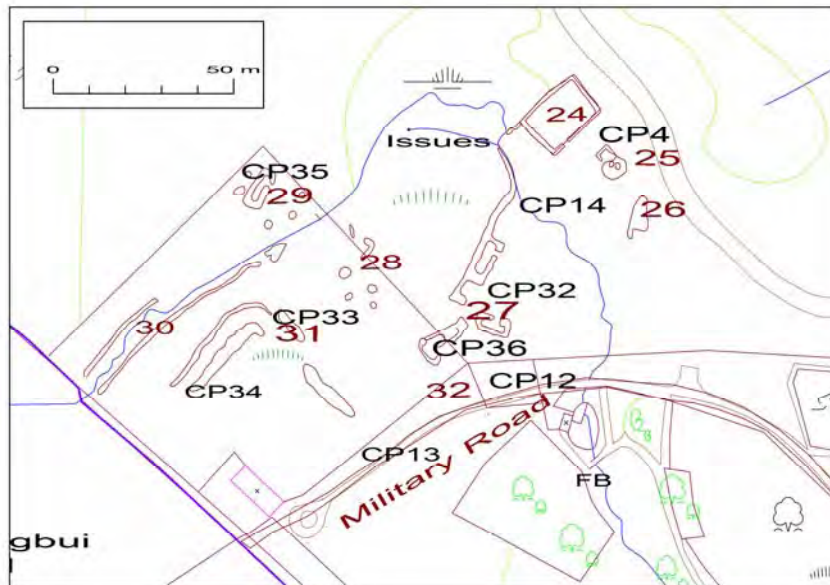 0 50 m
24
CP4
Issues
25
CP35
29
CP14
26
28
CP32
27
CP33
30
31
CP36
CP34
32
CP12
CP13
Military Road
FB
gbui